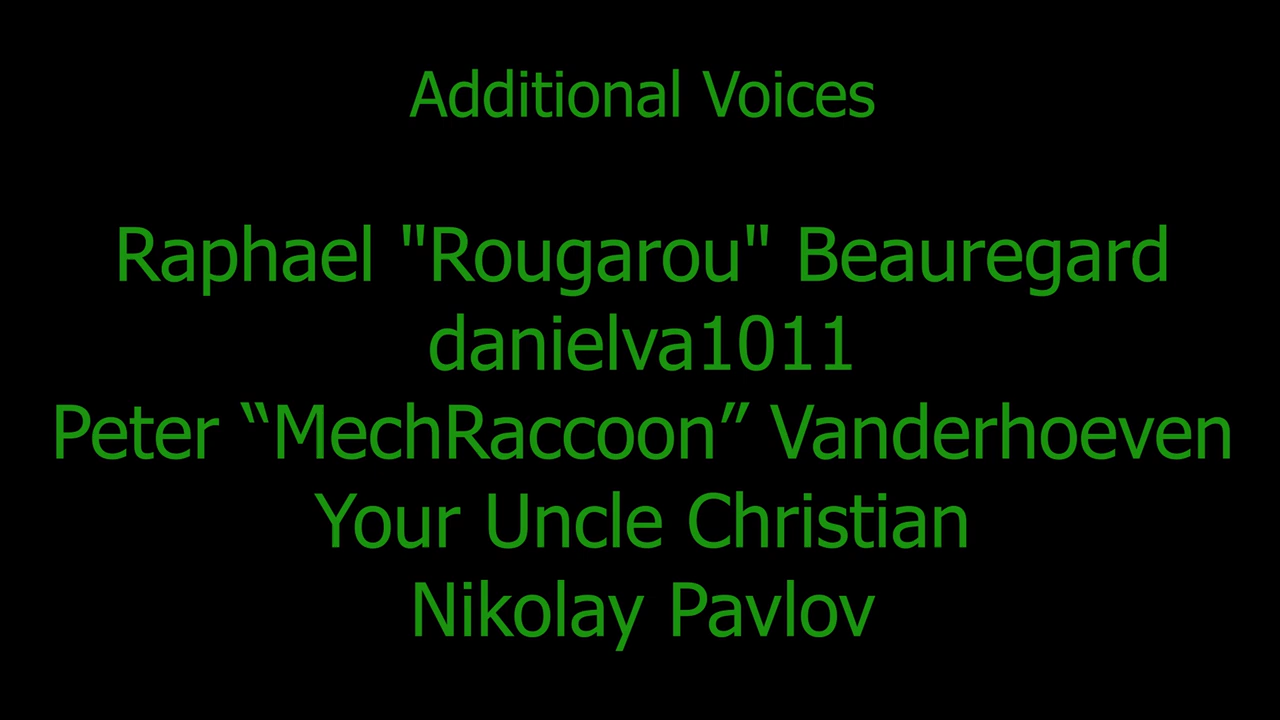 Additional Voices
Raphael "Rougarou" Beauregard
danielva1011
Peter “MechRaccoon” Vanderhoeven
Your Uncle Christian
Nikolay Pavlov